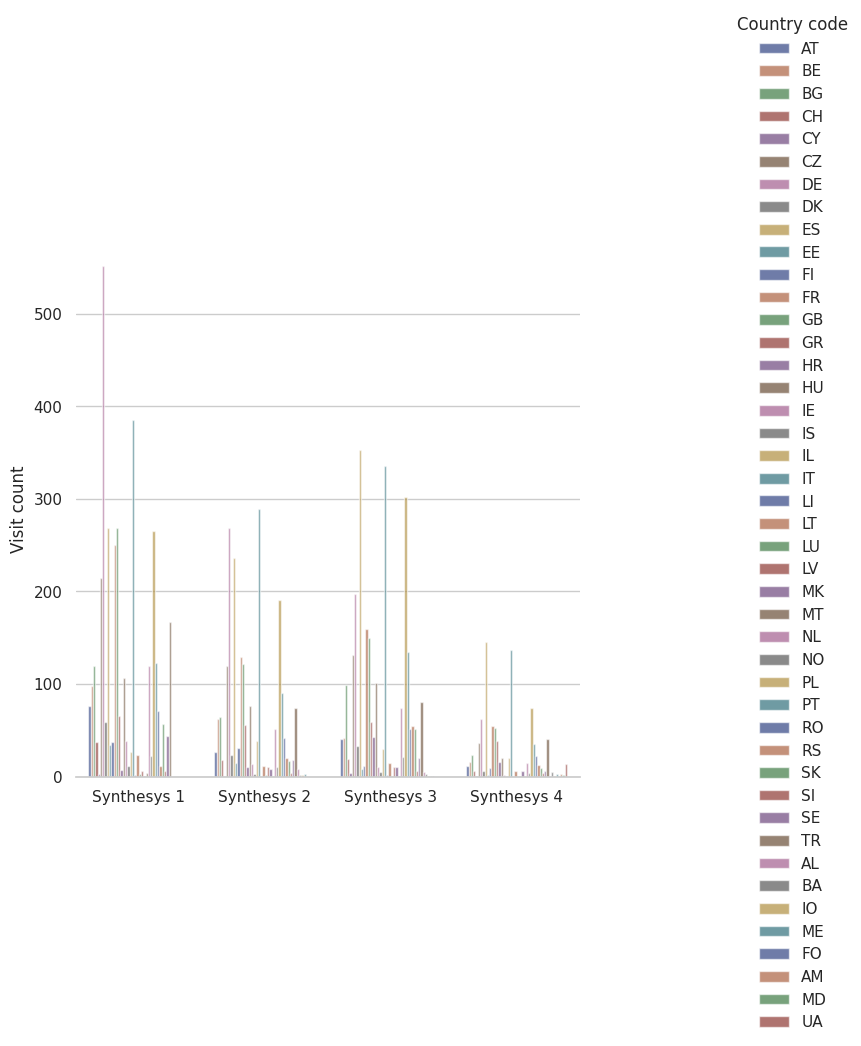 Country code
AT
BE
BG
CH
CY
CZ
DE
DK
ES
EE
FI
FR
GB
GR
HR
HU
IE
IS
IL
IT
LI
LT
LU
LV
MK
MT
NL
NO
PL
PT
RO
RS
SK
SI
SE
TR
AL
BA
IO
ME
FO
AM
MD
UA
Visit count
500
400
300
200
100
0
Synthesys 1 Synthesys 2 Synthesys 3 Synthesys 4